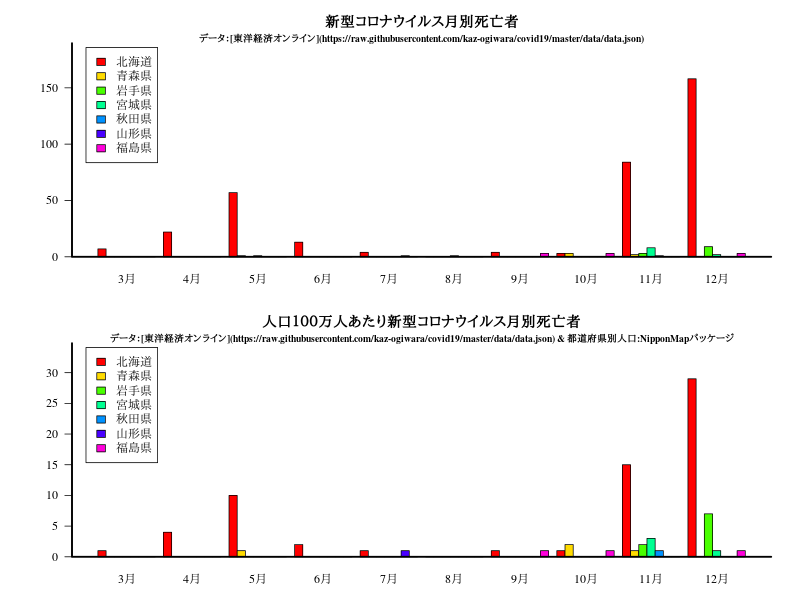 新型コロナウイルス月別死亡者
データ:[東洋経済オンライン](https://raw.githubusercontent.com/kaz-ogiwara/covid19/master/data/data.json)
北海道
青森県
岩手県
宮城県
秋田県
山形県
福島県
150
100
50
0
3月 4月 5月 6月 7月 8月 9月 10月 11月 12月
人口100万人あたり新型コロナウイルス月別死亡者
データ:[東洋経済オンライン](https://raw.githubusercontent.com/kaz-ogiwara/covid19/master/data/data.json) & 都道府県別人口:NipponMapパッケージ
北海道
青森県
岩手県
宮城県
秋田県
山形県
福島県
30
25
20
15
10
5
0
3月 4月 5月 6月 7月 8月 9月 10月 11月 12月